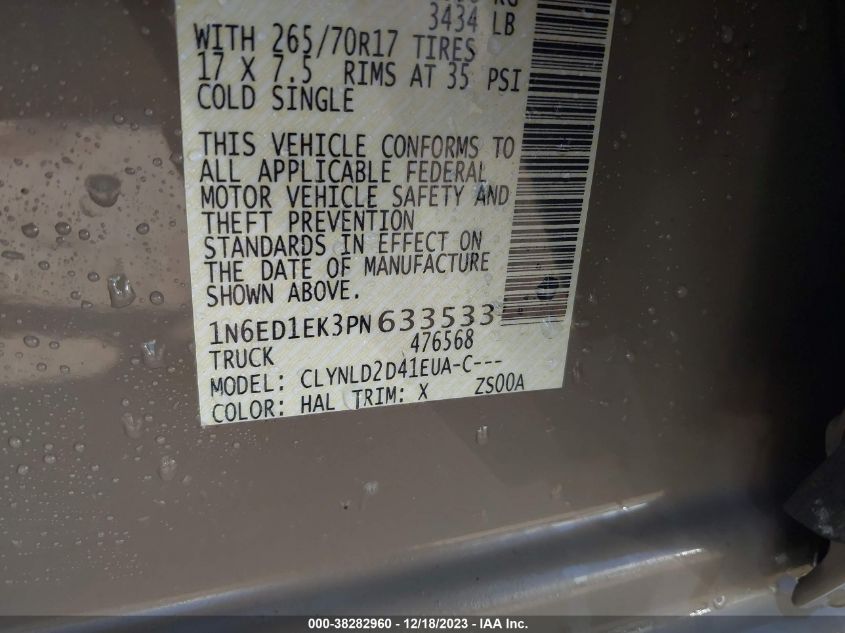 3434 LB
WITH 265/70R17 TIRES
17 X 7.5 RIMS AT 35 PSI
COLD SINGLE
THIS VEHICLE CONFORMS TO
ALL APPLICABLE FEDERAL
MOTOR VEHICLE SAFETY AND
THEFT PREVENTION
STANDARDS IN EFFECT ON
THE DATE OF MANUFACTURE
SHOWN ABOVE.
1N6ED1EK3PN633533
TRUCK 476568
MODEL: CLYNLD2D41EUA-C---
COLOR: HAL TRIM: X ZS00A
000-38282960 – 12/18/2023 – IAA Inc.